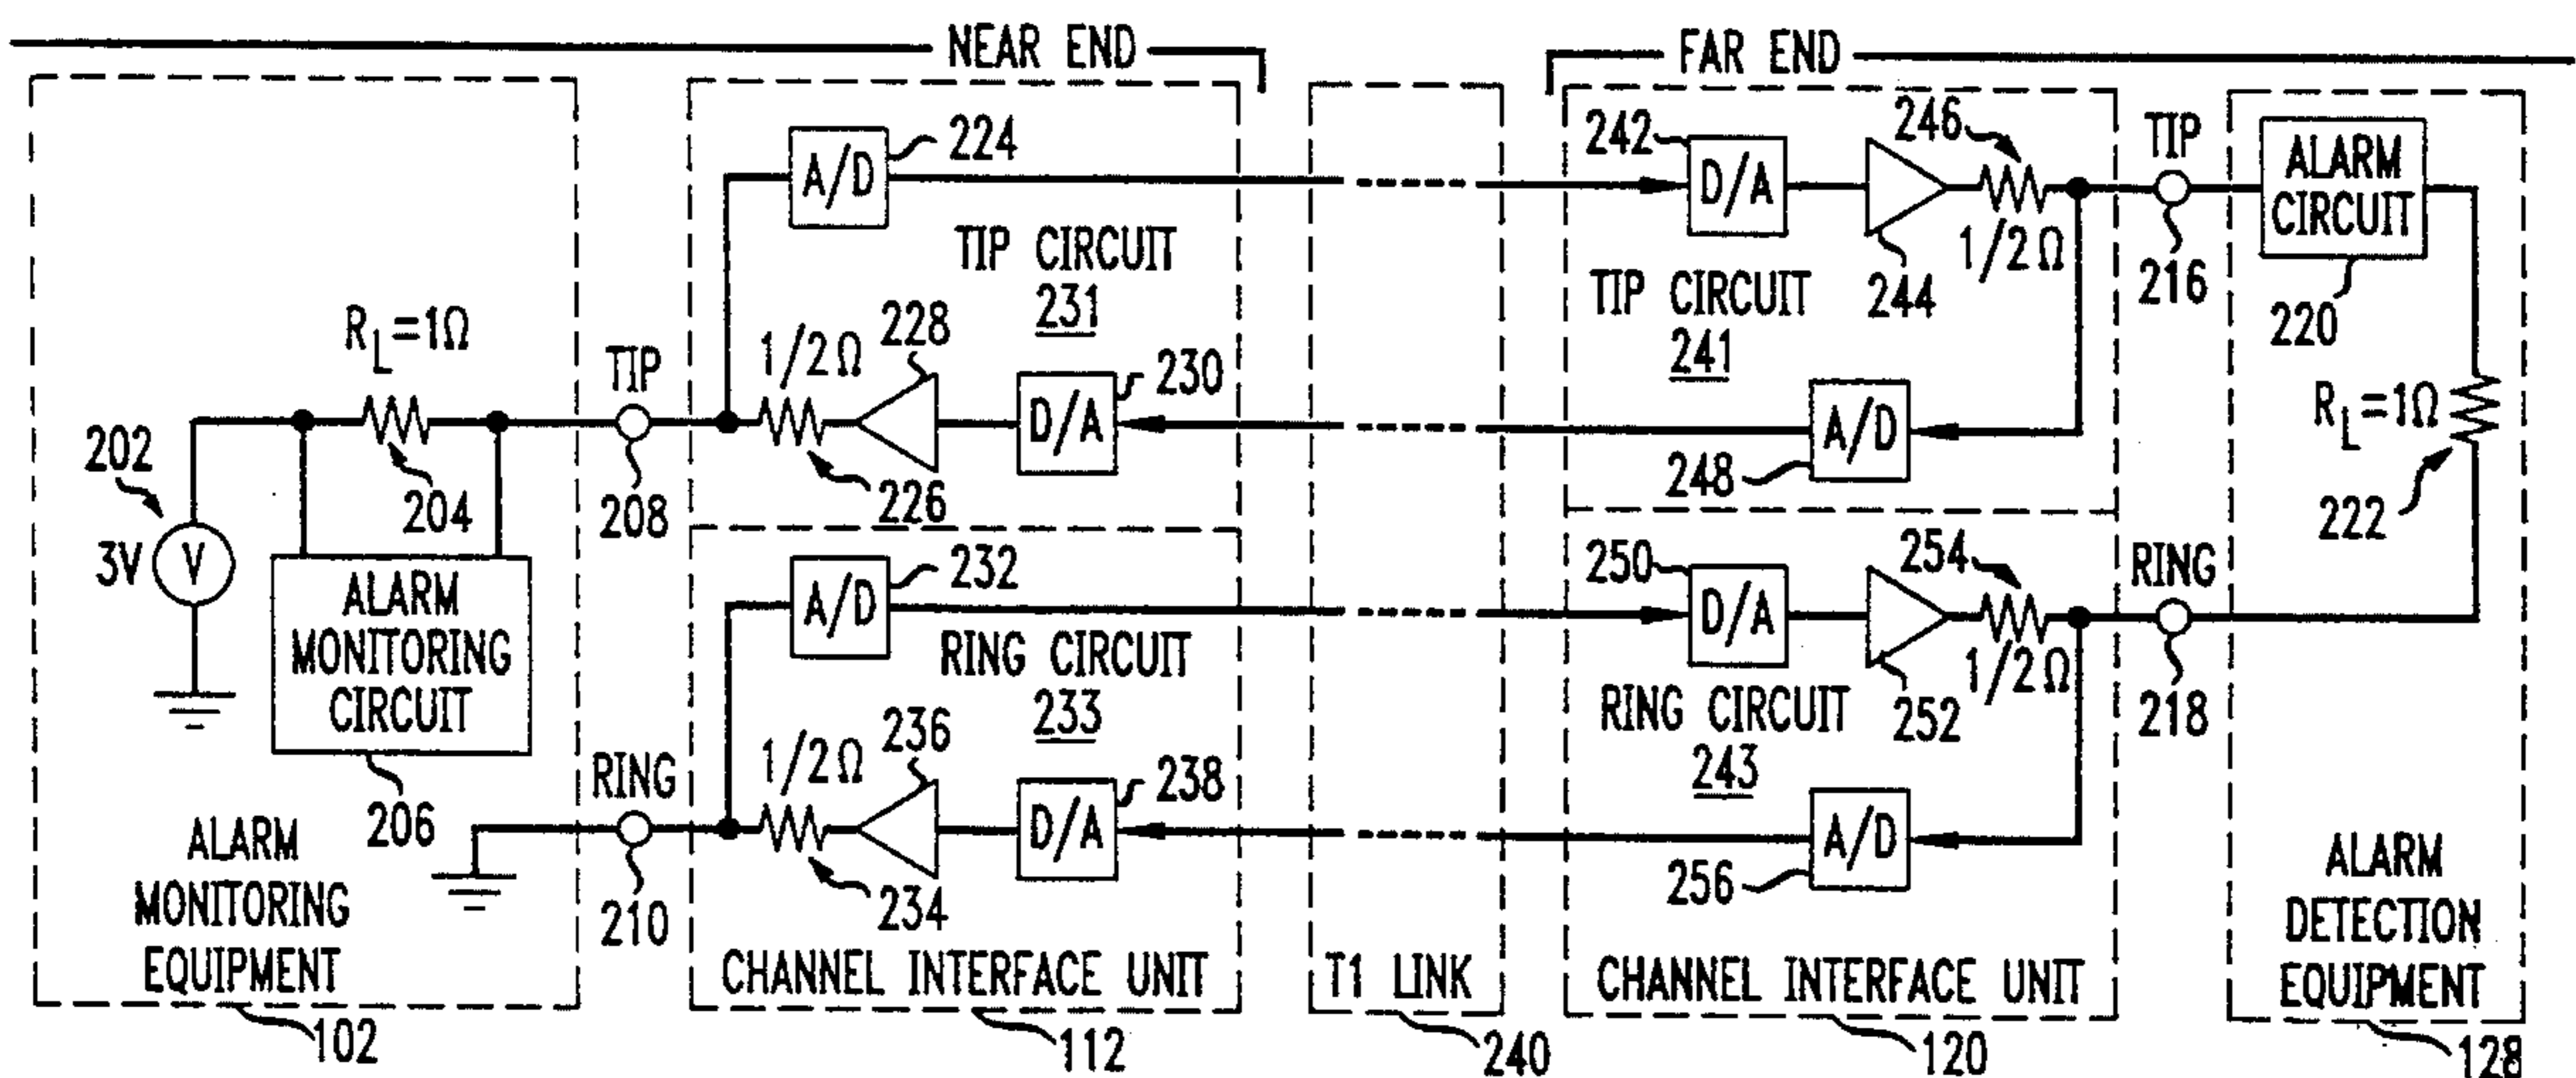 NEAR END
FAR END
A/D
224
TIP CIRCUIT
231
R_L=1Ω
204
TIP
208
1/2Ω
228
226
D/A
230
202
3V
V
ALARM
MONITORING
CIRCUIT
206
ALARM
MONITORING
EQUIPMENT
102
RING
210
A/D
232
RING CIRCUIT
233
1/2Ω
236
234
D/A
238
CHANNEL INTERFACE UNIT
112
T1 LINK
240
242
D/A
244
246
1/2Ω
TIP CIRCUIT
241
A/D
248
TIP
216
ALARM
CIRCUIT
220
R_L=1Ω
222
250
D/A
252
254
1/2Ω
RING CIRCUIT
243
RING
218
256
A/D
CHANNEL INTERFACE UNIT
120
ALARM
DETECTION
EQUIPMENT
128